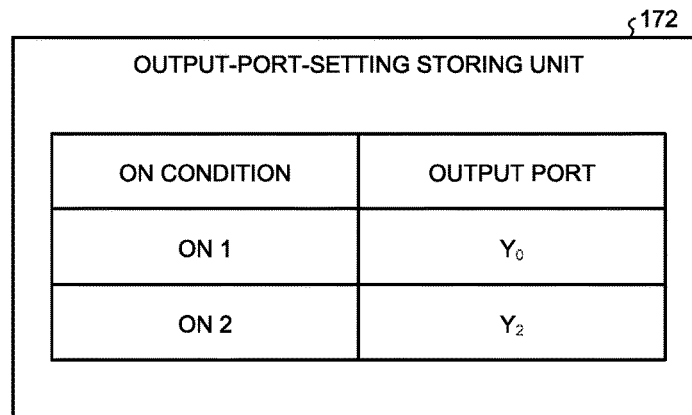 172
OUTPUT-PORT-SETTING STORING UNIT
ON CONDITION OUTPUT PORT
ON 1 Y₀
ON 2 Y₂